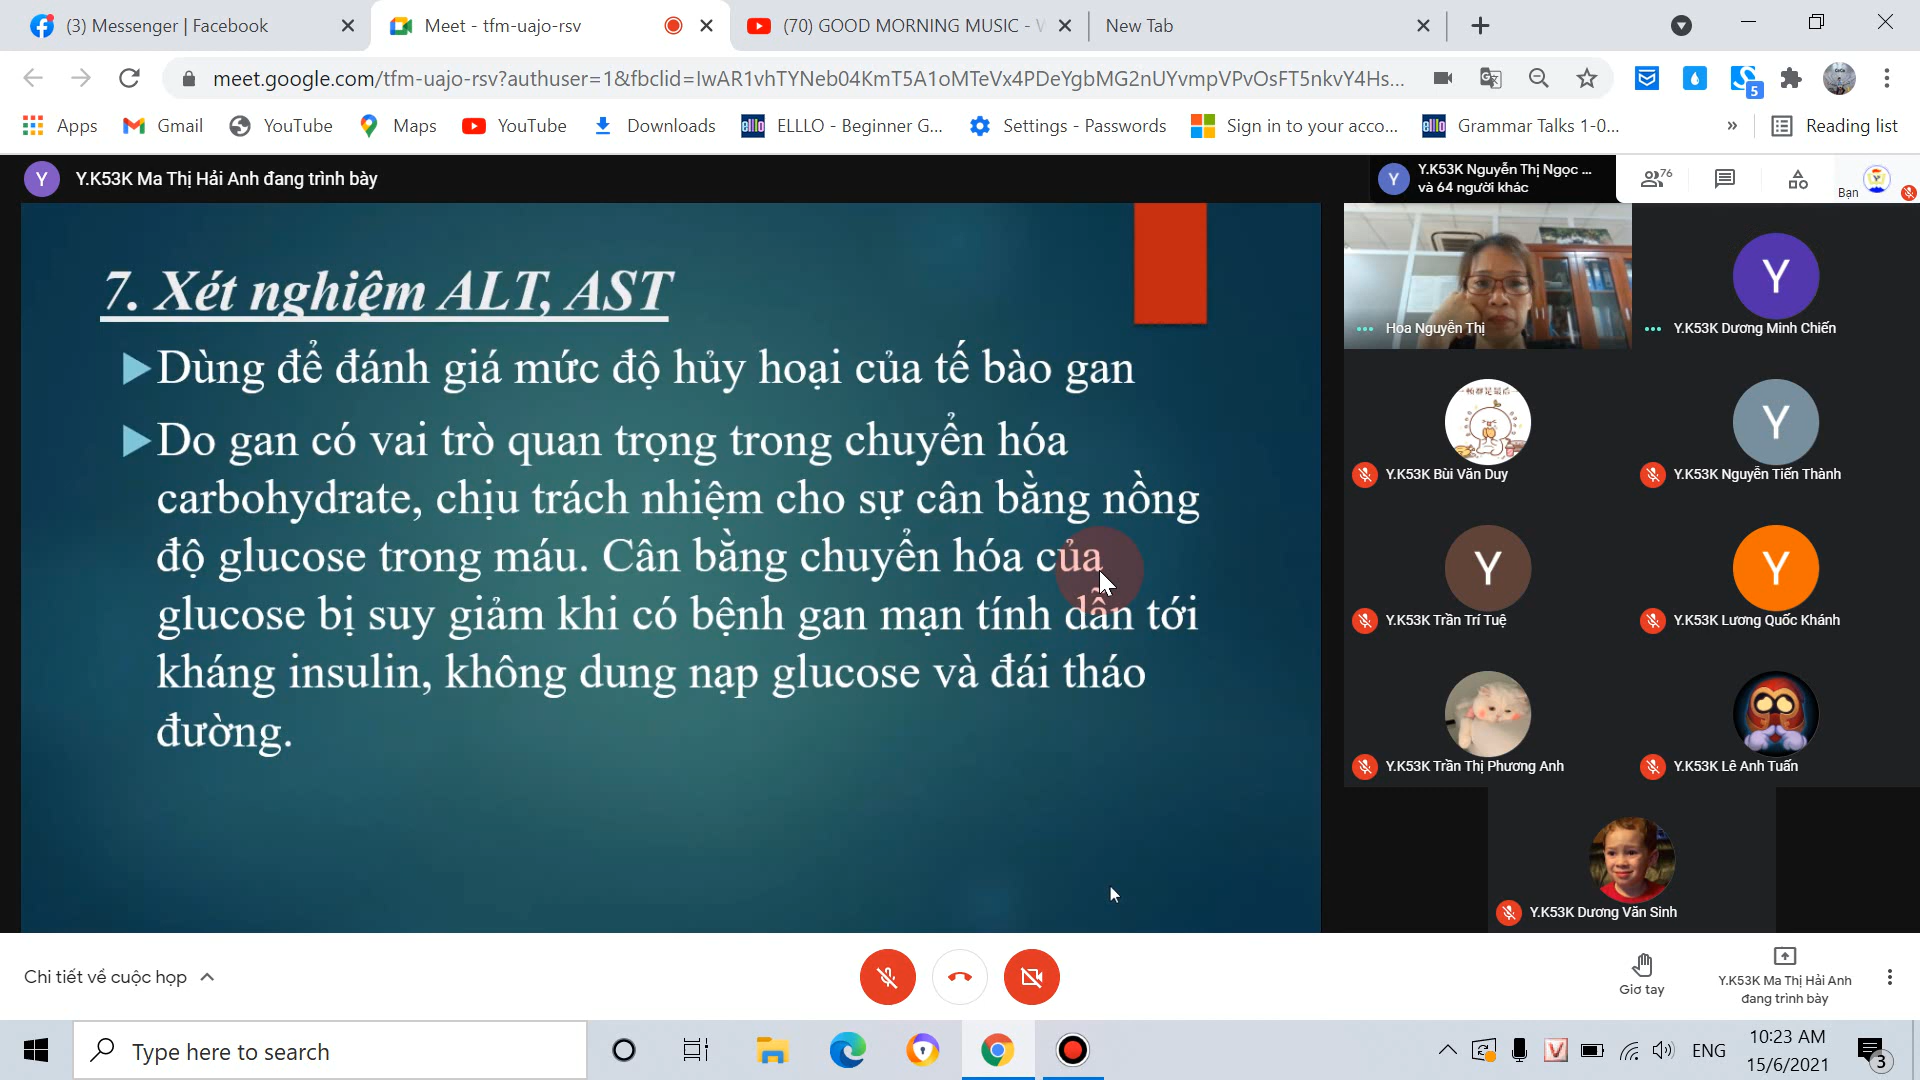 (3) Messenger | Facebook
Meet - tfm-uajo-rsv
(70) GOOD MORNING MUSIC -
New Tab
meet.google.com/tfm-uajo-rsv?authuser=1&fbclid=IwAR1vhTYNeb04KmT5A1oMTeVx4PDeYgbMG2nUYvmpVPvOsFT5nkvY4Hs...
5
Apps
Gmail
YouTube
Maps
YouTube
Downloads
elllo
ELLLO - Beginner G...
Settings - Passwords
Sign in to your acco...
elllo
Grammar Talks 1-0...
»
Reading list
Y
Y.K53K Ma Thị Hải Anh đang trình bày
Y
Y.K53K Nguyễn Thị Ngọc ...
và 64 người khác
76
Bạn
7. Xét nghiệm ALT, AST
Dùng để đánh giá mức độ hủy hoại của tế bào gan
Do gan có vai trò quan trọng trong chuyển hóa
carbohydrate, chịu trách nhiệm cho sự cân bằng nồng
độ glucose trong máu. Cân bằng chuyển hóa của
glucose bị suy giảm khi có bệnh gan mạn tính dẫn tới
kháng insulin, không dung nạp glucose và đái tháo
đường.
Hoa Nguyễn Thị
Y
Y.K53K Dương Minh Chiến
Y.K53K Bùi Văn Duy
Y
Y.K53K Nguyễn Tiến Thành
Y
Y.K53K Trần Trí Tuệ
Y
Y.K53K Lương Quốc Khánh
Y.K53K Trần Thị Phương Anh
Y.K53K Lê Anh Tuấn
Y.K53K Dương Văn Sinh
Chi tiết về cuộc họp
Giơ tay
Y.K53K Ma Thị Hải Anh
đang trình bày
Type here to search
V
ENG
10:23 AM
15/6/2021
3